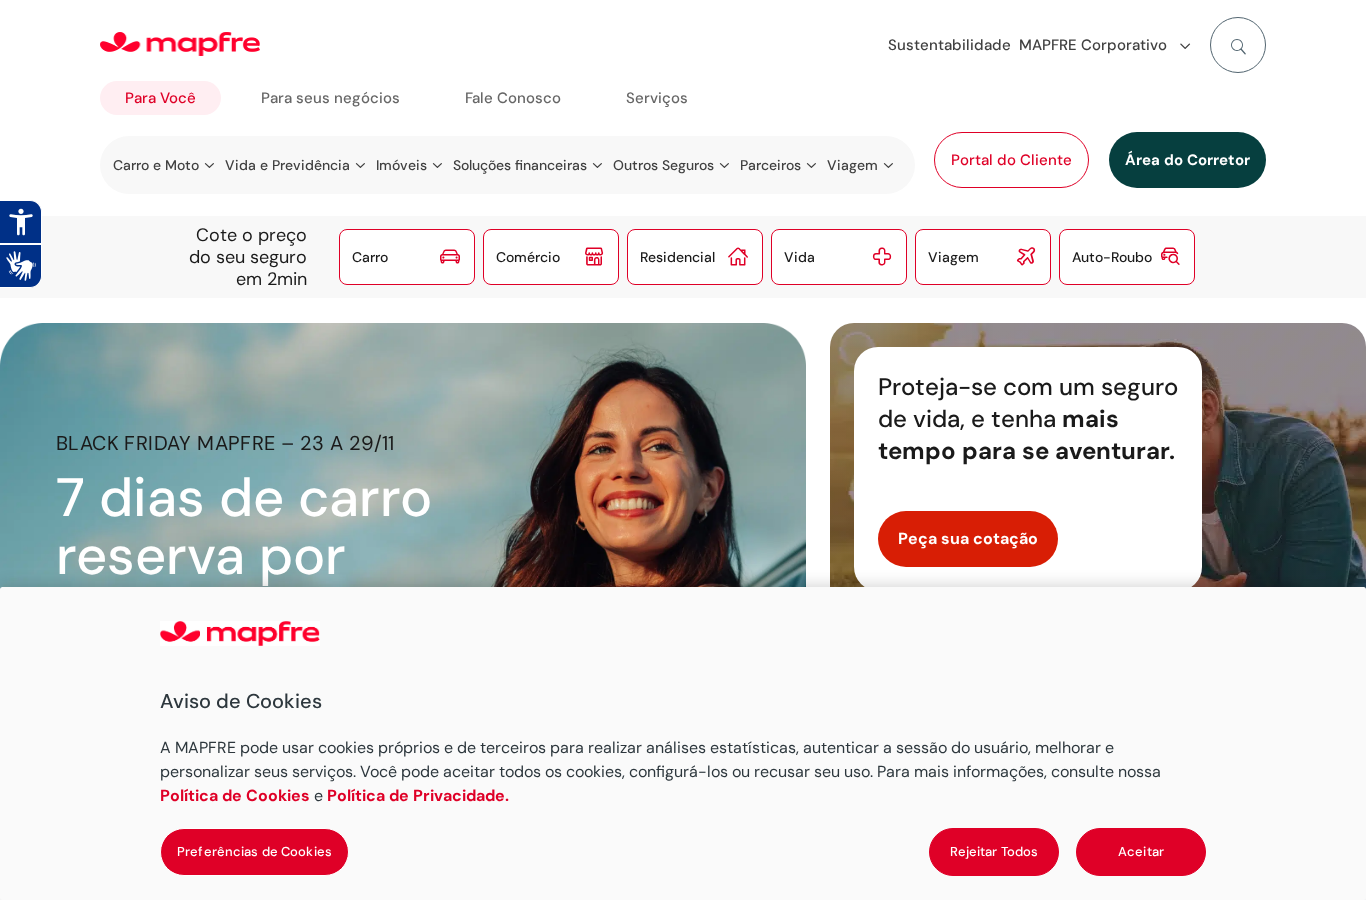 mapfre
Sustentabilidade MAPFRE Corporativo
Para Você Para seus negócios Fale Conosco Serviços
Carro e Moto Vida e Previdência Imóveis Soluções financeiras Outros Seguros Parceiros Viagem
Portal do Cliente Área do Corretor
Cote o preço
do seu seguro
em 2min
Carro Comércio Residencial Vida Viagem Auto-Roubo
BLACK FRIDAY MAPFRE – 23 A 29/11
7 dias de carro
reserva por
Proteja-se com um seguro
de vida, e tenha mais
tempo para se aventurar.
Peça sua cotação
mapfre
Aviso de Cookies
A MAPFRE pode usar cookies próprios e de terceiros para realizar análises estatísticas, autenticar a sessão do usuário, melhorar e
personalizar seus serviços. Você pode aceitar todos os cookies, configurá-los ou recusar seu uso. Para mais informações, consulte nossa
Política de Cookies e Política de Privacidade.
Preferências de Cookies Rejeitar Todos Aceitar